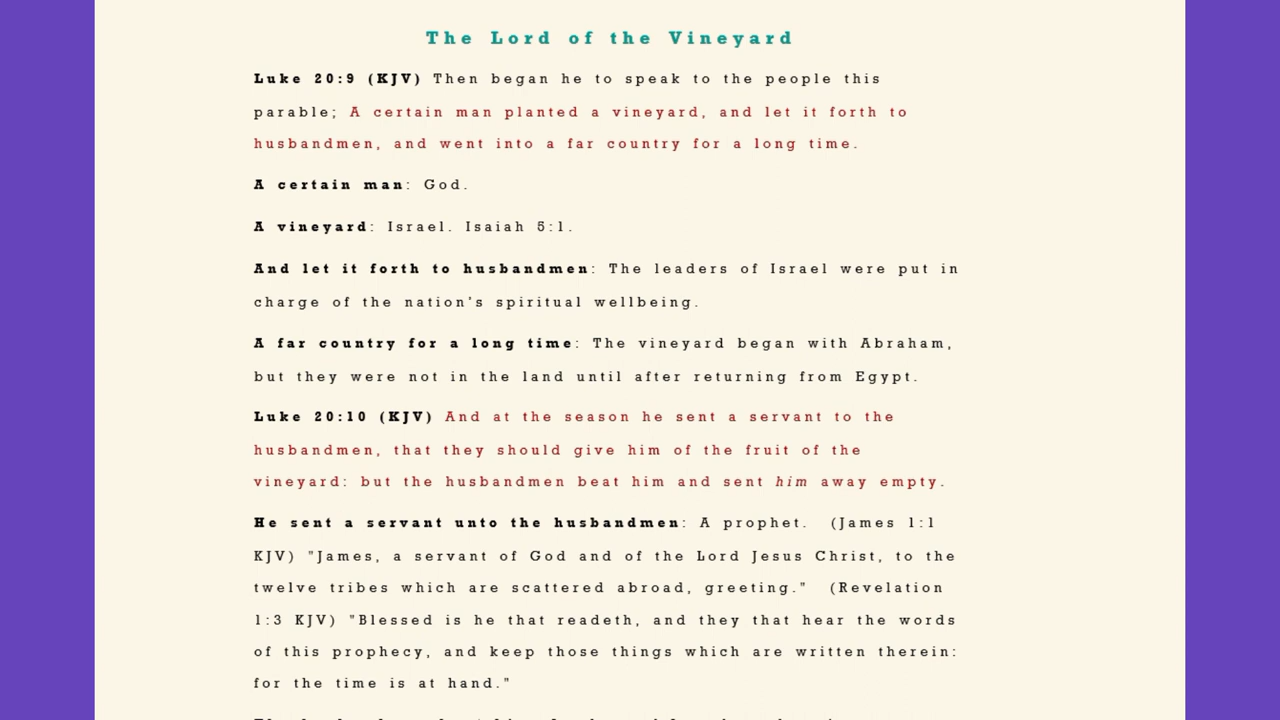 The Lord of the Vineyard
Luke 20:9 (KJV) Then began he to speak to the people this
parable; A certain man planted a vineyard, and let it forth to
husbandmen, and went into a far country for a long time.
A certain man: God.
A vineyard: Israel. Isaiah 5:1.
And let it forth to husbandmen: The leaders of Israel were put in
charge of the nation's spiritual wellbeing.
A far country for a long time: The vineyard began with Abraham,
but they were not in the land until after returning from Egypt.
Luke 20:10 (KJV) And at the season he sent a servant to the
husbandmen, that they should give him of the fruit of the
vineyard: but the husbandmen beat him and sent him away empty.
He sent a servant unto the husbandmen: A prophet. (James 1:1
KJV) "James, a servant of God and of the Lord Jesus Christ, to the
twelve tribes which are scattered abroad, greeting." (Revelation
1:3 KJV) "Blessed is he that readeth, and they that hear the words
of this prophecy, and keep those things which are written therein:
for the time is at hand."